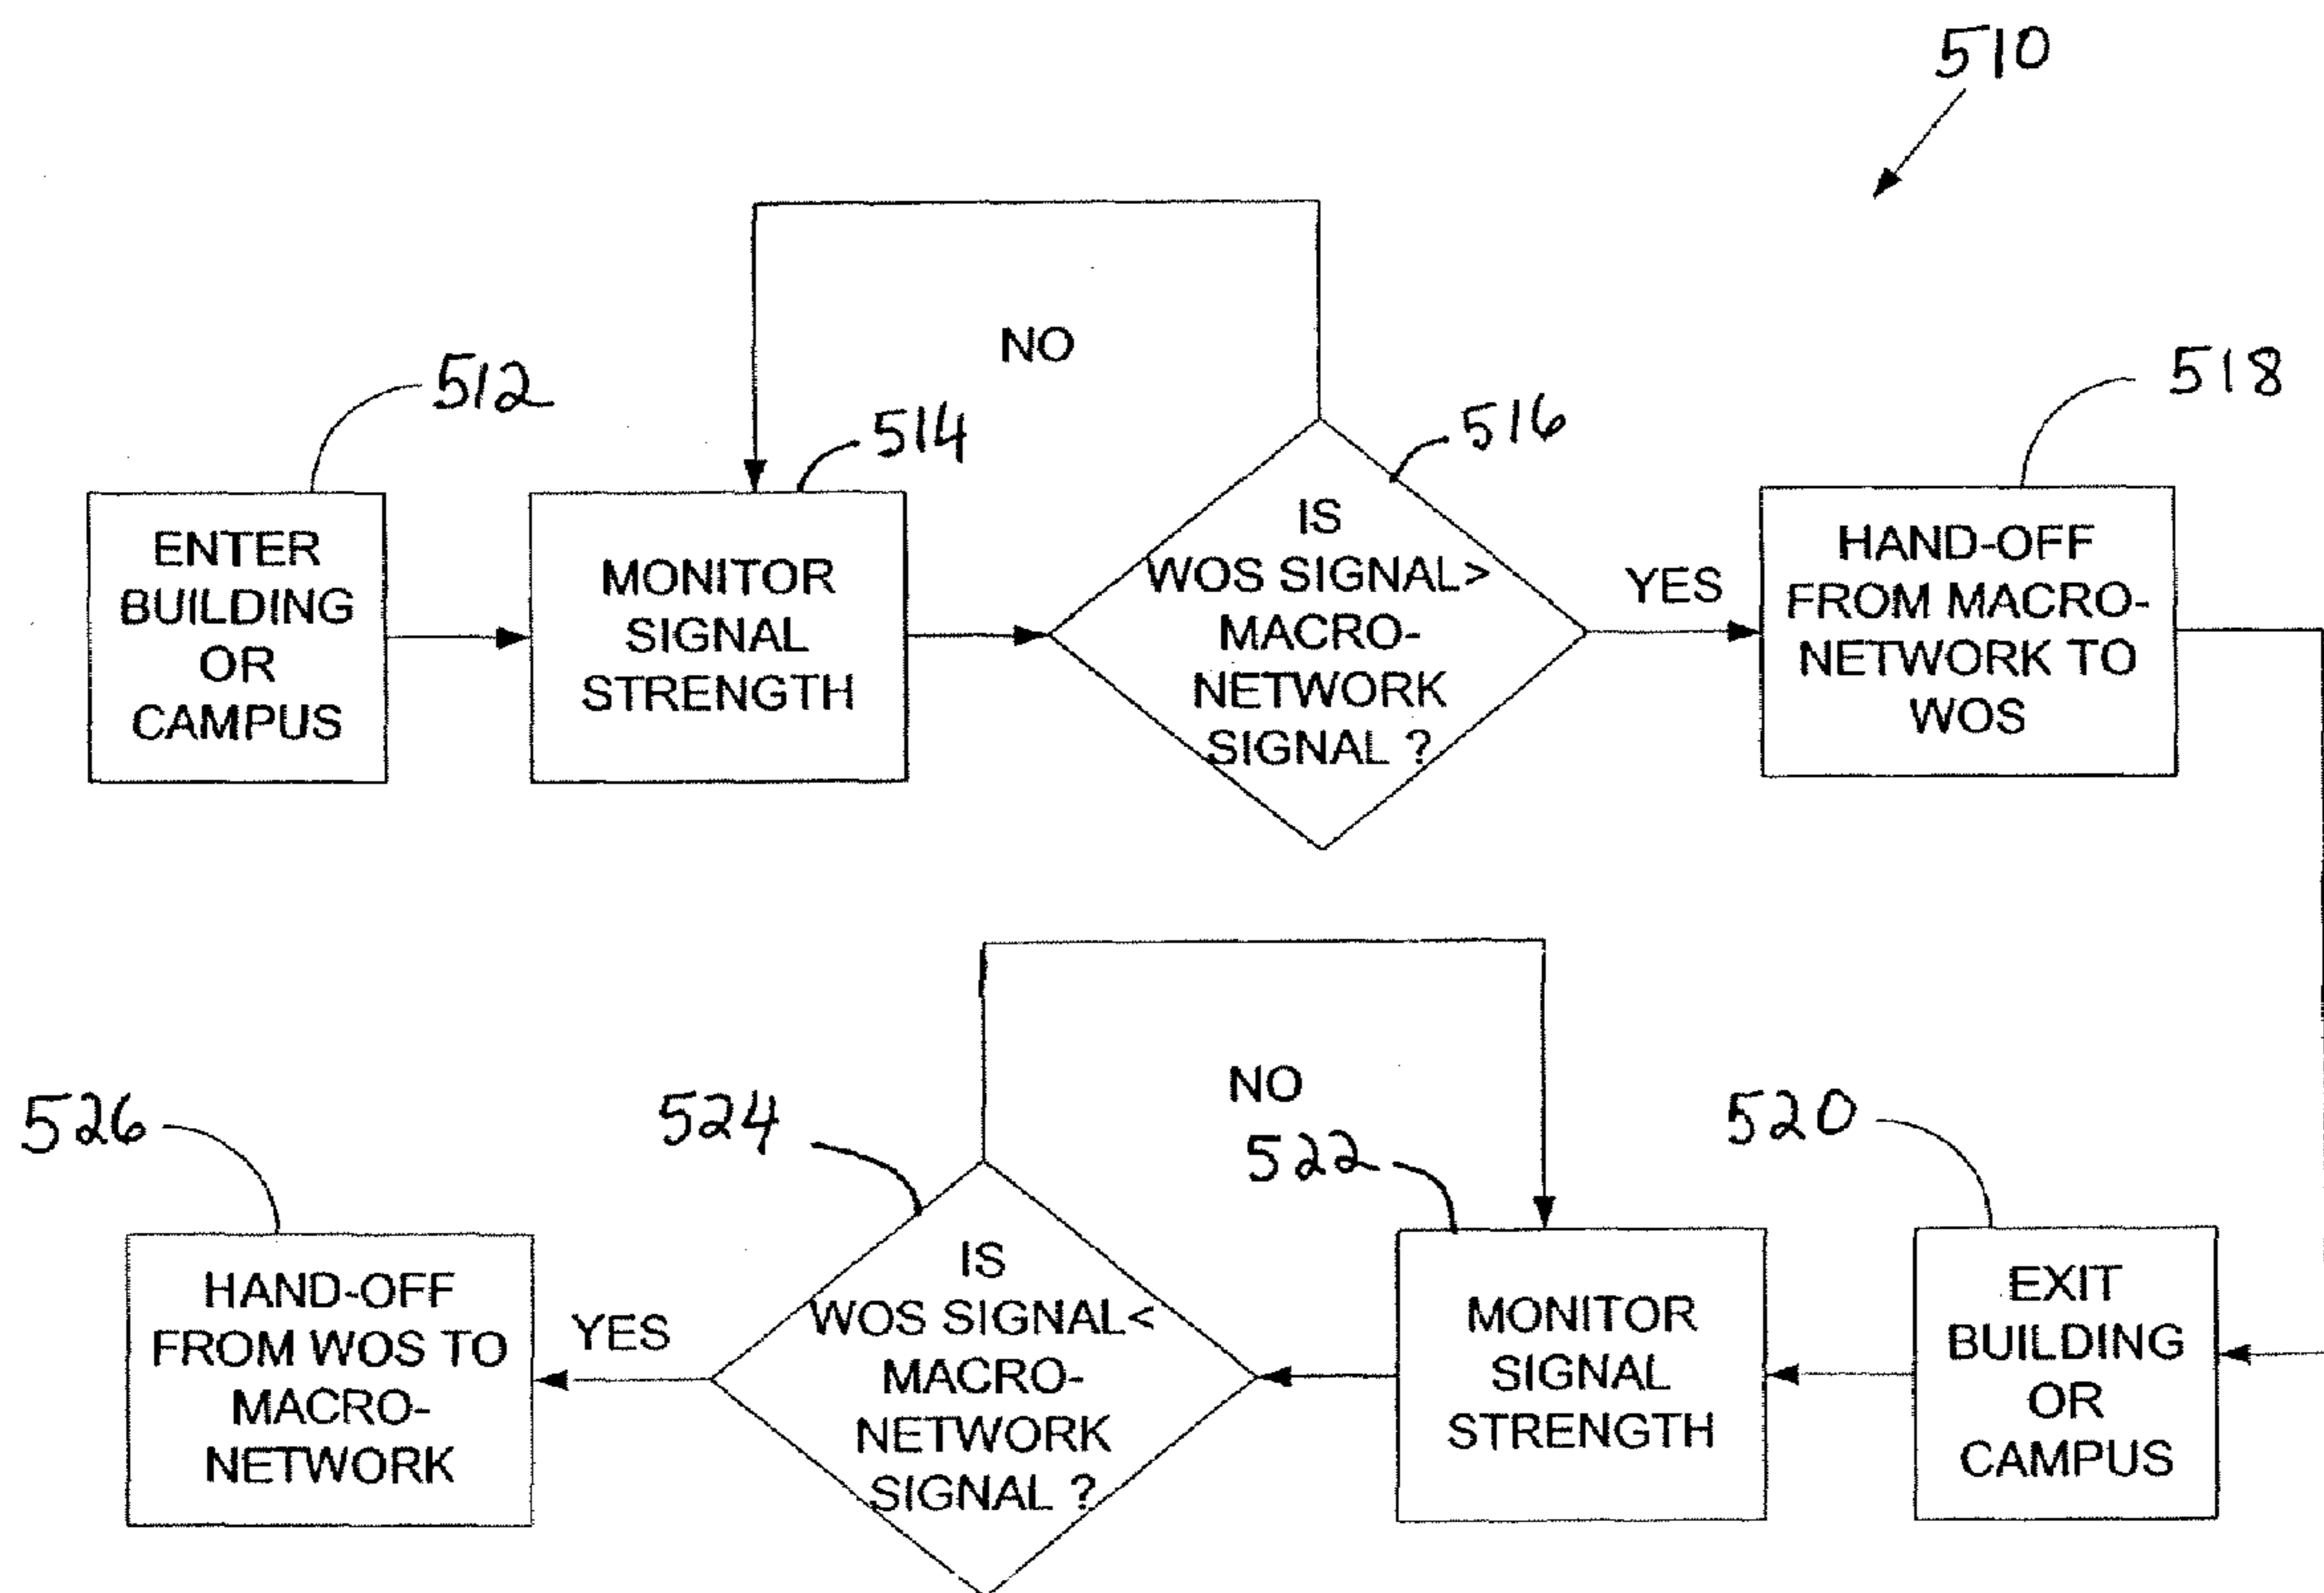 510
NO
512
514
516
518
ENTER
BUILDING
OR
CAMPUS
MONITOR
SIGNAL
STRENGTH
IS
WOS SIGNAL>
MACRO-
NETWORK
SIGNAL ?
YES
HAND-OFF
FROM MACRO-
NETWORK TO
WOS
526
524
NO
522
520
HAND-OFF
FROM WOS TO
MACRO-
NETWORK
YES
IS
WOS SIGNAL<
MACRO-
NETWORK
SIGNAL ?
MONITOR
SIGNAL
STRENGTH
EXIT
BUILDING
OR
CAMPUS